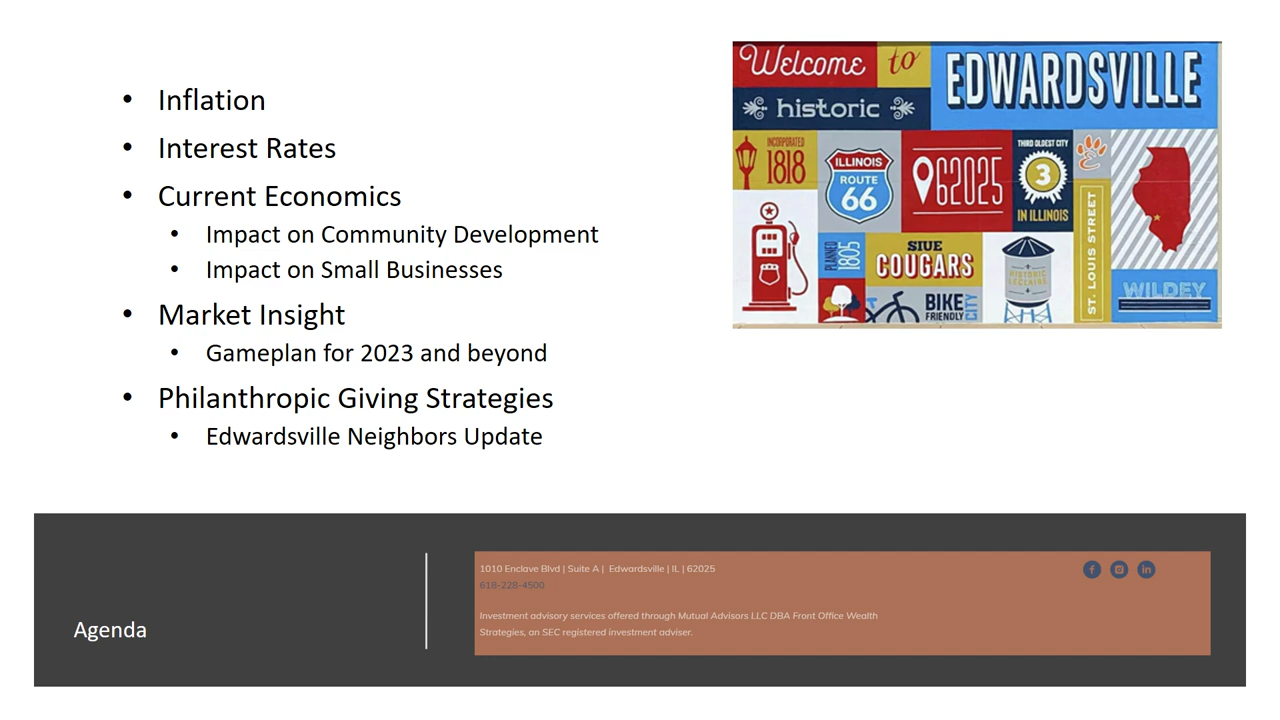 Inflation
Interest Rates
Current Economics
Impact on Community Development
Impact on Small Businesses
Market Insight
Gameplan for 2023 and beyond
Philanthropic Giving Strategies
Edwardsville Neighbors Update
Welcome to
EDWARDSVILLE
historic
INCORPORATED
1818
ILLINOIS
ROUTE
66
62025
THIRD OLDEST CITY
3
IN ILLINOIS
PLANNED
1805
SIUE
COUGARS
BIKE
FRIENDLY
CITY
HISTORIC
LECLAIRE
ST. LOUIS STREET
WILDEY
Agenda
1010 Enclave Blvd | Suite A | Edwardsville | IL | 62025
618-228-4500
Investment advisory services offered through Mutual Advisors LLC DBA Front Office Wealth
Strategies, an SEC registered investment adviser.